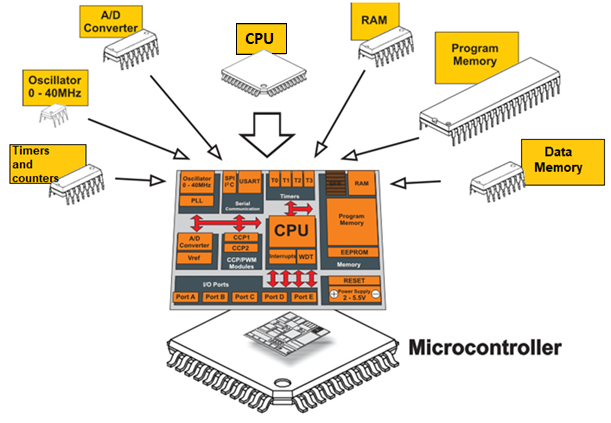 A/D
Converter
CPU
RAM
Program
Memory
Oscillator
0 - 40MHz
Timers
and
counters
Data
Memory
Oscillator
0 - 40MHz
PLL
SPI
I²C
USART
Serial
Communication
T0 T1 T2 T3
Timers
RAM
Program
Memory
EEPROM
Memory
A/D
Converter
Vref
CCP1
CCP2
CCP/PWM
Modules
CPU
Interrupts
WDT
I/O Ports
Port A Port B Port C Port D Port E
RESET
Power Supply
2 - 5.5V
Microcontroller